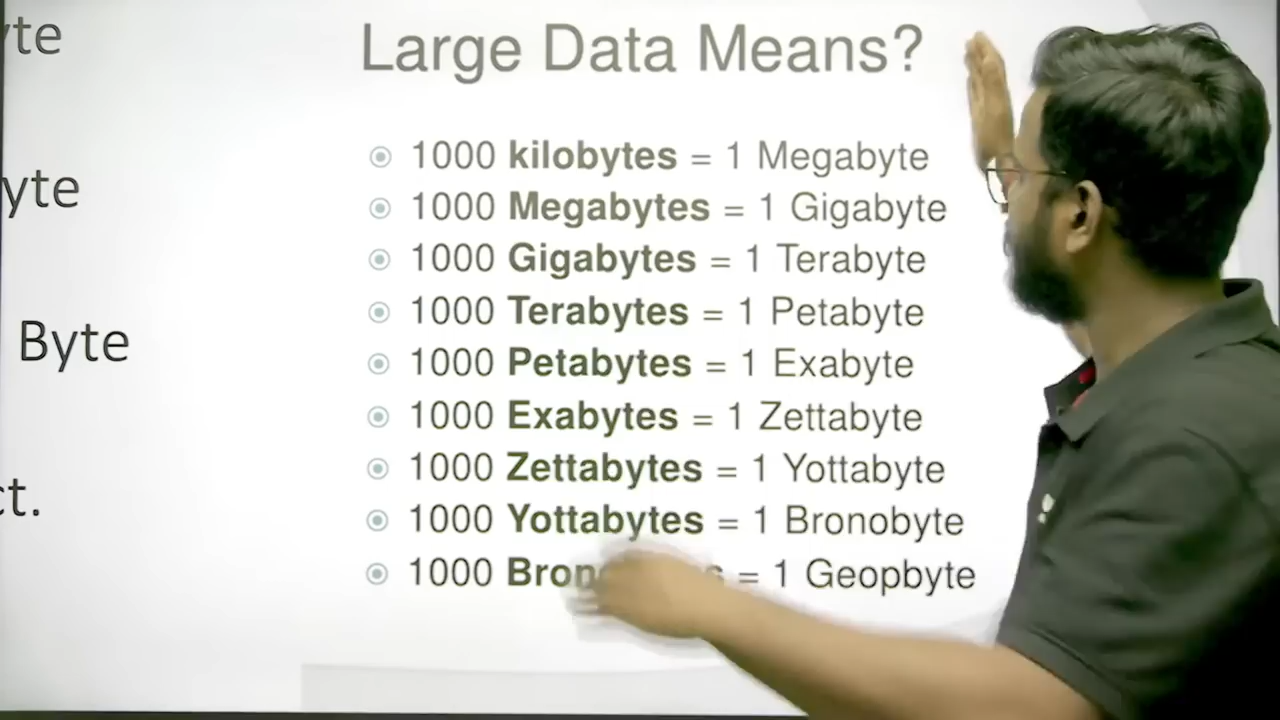 Large Data Means?
yte
1000 kilobytes = 1 Megabyte
1000 Megabytes = 1 Gigabyte
yte
1000 Gigabytes = 1 Terabyte
1000 Terabytes = 1 Petabyte
Byte
1000 Petabytes = 1 Exabyte
1000 Exabytes = 1 Zettabyte
1000 Zettabytes = 1 Yottabyte
ct.
1000 Yottabytes = 1 Bronobyte
1000 = 1 Geopbyte